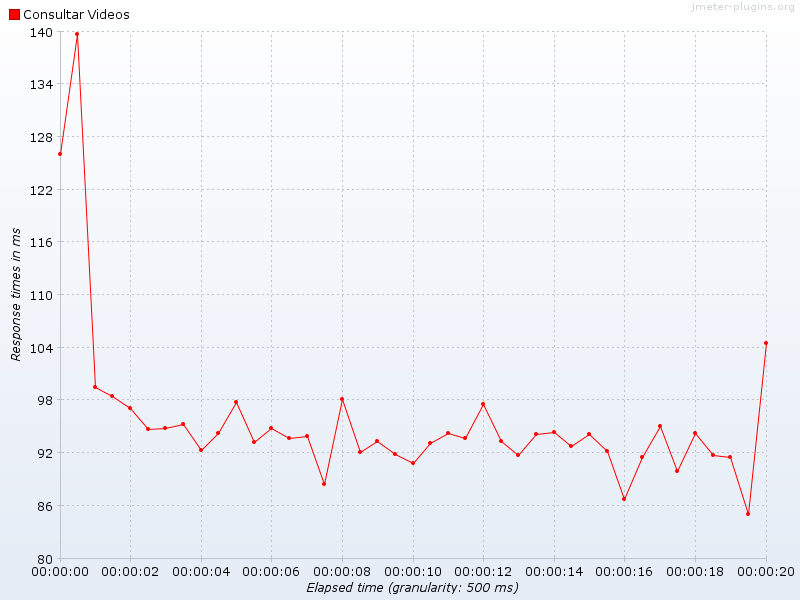 jmeter-plugins.org
Consultar Videos
140
134
128
122
116
110
104
98
92
86
80
Response times in ms
00:00:00 00:00:02 00:00:04 00:00:06 00:00:08 00:00:10 00:00:12 00:00:14 00:00:16 00:00:18 00:00:20
Elapsed time (granularity: 500 ms)